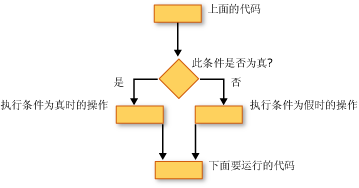 上面的代码
此条件是否为真?
是
否
执行条件为真时的操作
执行条件为假时的操作
下面要运行的代码